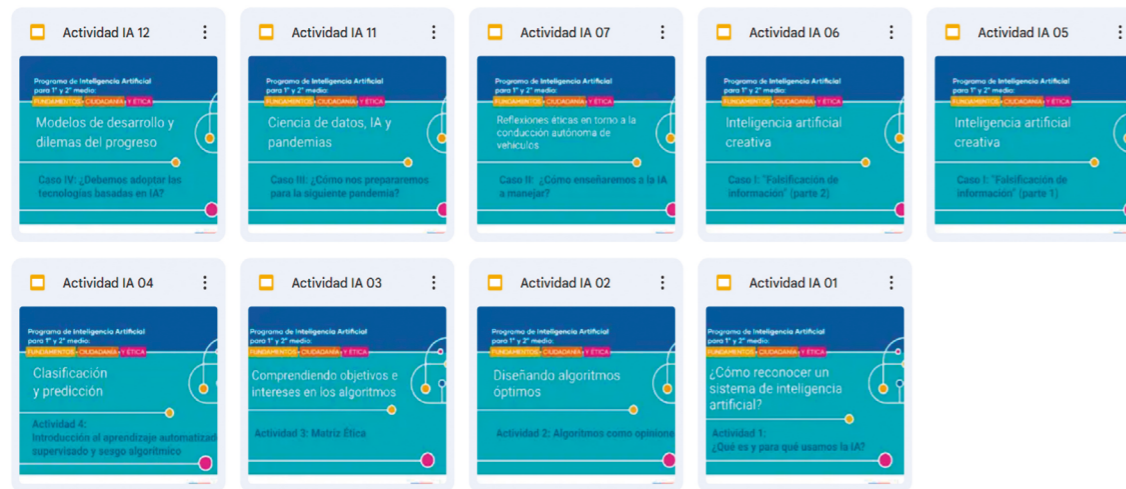 Actividad IA 12
Programa de Inteligencia Artificial
para 1° y 2° medio:
FUNDAMENTOS + CIUDADANÍA + Y ÉTICA
Modelos de desarrollo y
dilemas del progreso
Caso IV: ¿Debemos adoptar las
tecnologías basadas en IA?
Actividad IA 11
Programa de Inteligencia Artificial
para 1° y 2° medio:
FUNDAMENTOS + CIUDADANÍA + Y ÉTICA
Ciencia de datos, IA y
pandemias
Caso III: ¿Cómo nos prepararemos
para la siguiente pandemia?
Actividad IA 07
Programa de Inteligencia Artificial
para 1° y 2° medio:
FUNDAMENTOS + CIUDADANÍA + Y ÉTICA
Reflexiones éticas en torno a la
conducción autónoma de
vehículos
Caso II: ¿Cómo enseñaremos a la IA
a manejar?
Actividad IA 06
Programa de Inteligencia Artificial
para 1° y 2° medio:
FUNDAMENTOS + CIUDADANÍA + Y ÉTICA
Inteligencia artificial
creativa
Caso I: "Falsificación de
información" (parte 2)
Actividad IA 05
Programa de Inteligencia Artificial
para 1° y 2° medio:
FUNDAMENTOS + CIUDADANÍA + Y ÉTICA
Inteligencia artificial
creativa
Caso I: "Falsificación de
información" (parte 1)
Actividad IA 04
Programa de Inteligencia Artificial
para 1° y 2° medio:
FUNDAMENTOS + CIUDADANÍA + Y ÉTICA
Clasificación
y predicción
Actividad 4:
Introducción al aprendizaje automatizad
supervisado y sesgo algorítmico
Actividad IA 03
Programa de Inteligencia Artificial
para 1° y 2° medio:
FUNDAMENTOS + CIUDADANÍA + Y ÉTICA
Comprendiendo objetivos e
intereses en los algoritmos
Actividad 3: Matriz Ética
Actividad IA 02
Programa de Inteligencia Artificial
para 1° y 2° medio:
FUNDAMENTOS + CIUDADANÍA + Y ÉTICA
Diseñando algoritmos
óptimos
Actividad 2: Algoritmos como opinione
Actividad IA 01
Programa de Inteligencia Artificial
para 1° y 2° medio:
FUNDAMENTOS + CIUDADANÍA + Y ÉTICA
¿Cómo reconocer un
sistema de inteligencia
artificial?
Actividad 1:
¿Qué es y para qué usamos la IA?